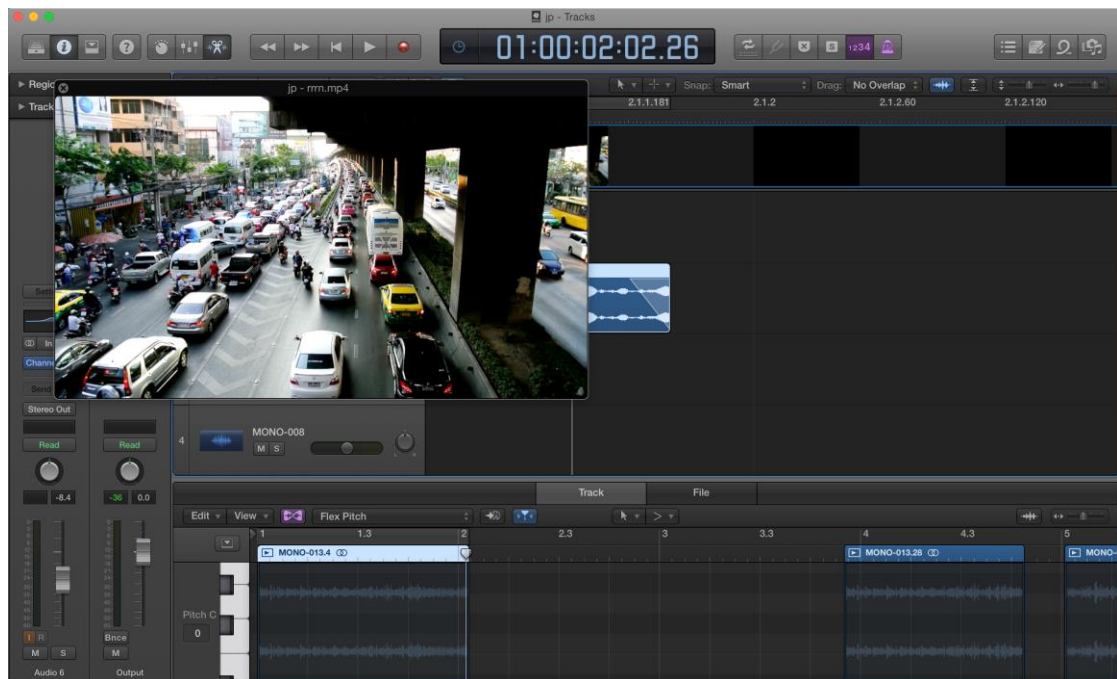 jp - Tracks
01:00:02:02.26
1234
Snap: Smart Drag: No Overlap
jp - rrrn.mp4
2.1.1.181 2.1.2 2.1.2.60 2.1.2.120
Stereo Out
Read Read
-8.4 -36 0.0
4 MONO-008
M S
Track File
Edit View Flex Pitch
1 1.3 2 2.3 3 3.3 4 4.3 5
MONO-013.4 MONO-013.28
Pitch C
0
I R Bnce
M S M
Audio 6 Output